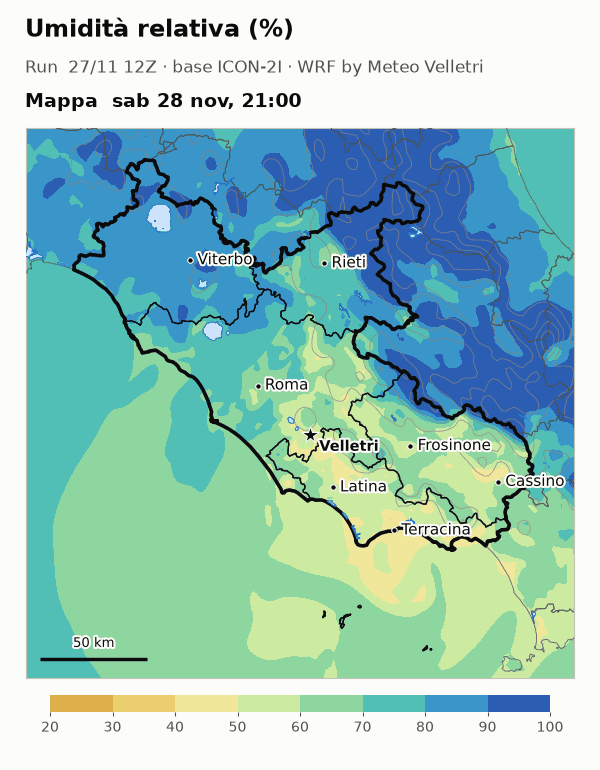 Umidità relativa (%)
Run  27/11 12Z · base ICON-2I · WRF by Meteo Velletri
Mappa  sab 28 nov, 21:00
Viterbo
Rieti
Roma
Velletri
Frosinone
Cassino
Latina
Terracina
50 km
20 30 40 50 60 70 80 90 100